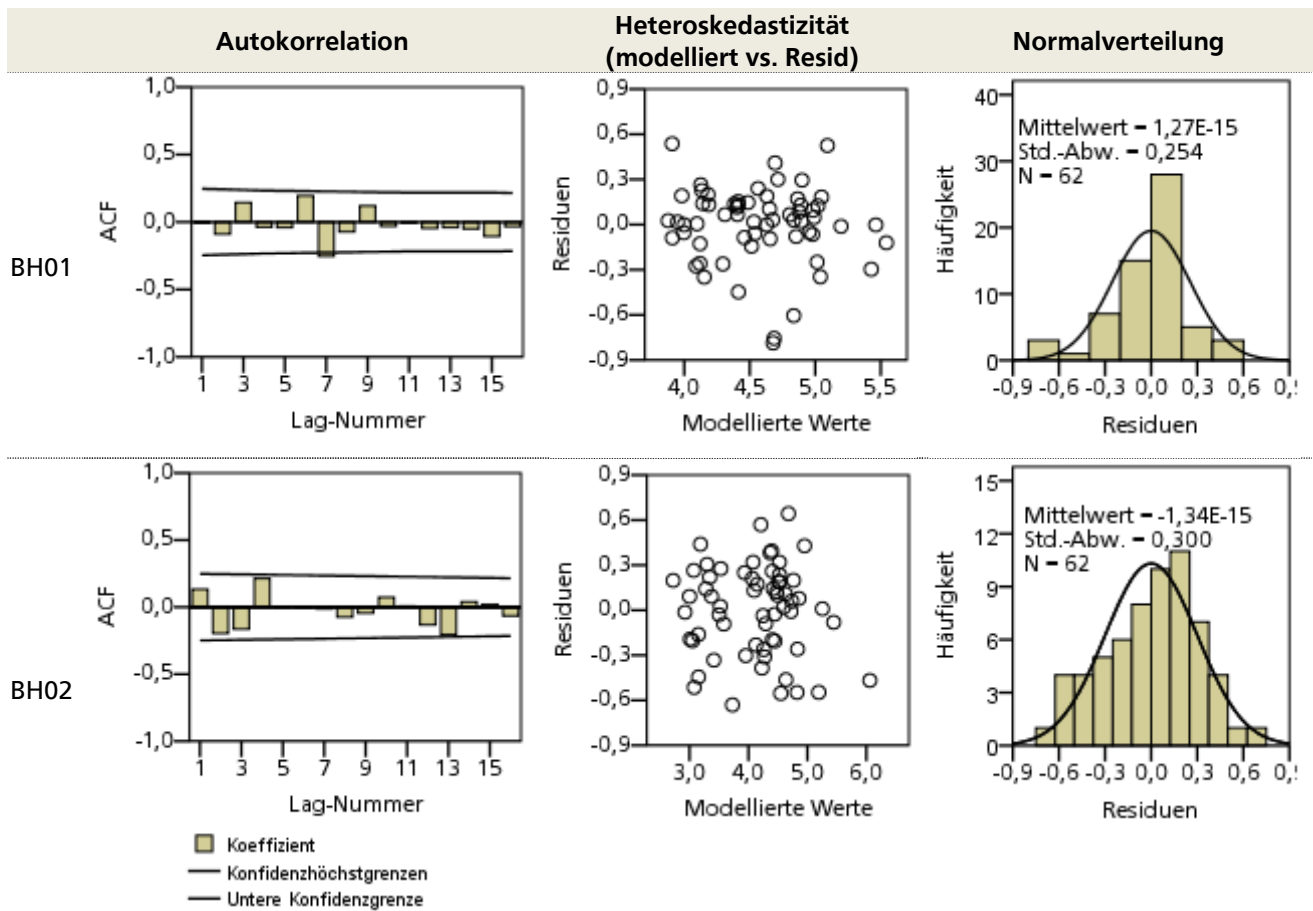 Autokorrelation
Heteroskedastizität
(modelliert vs. Resid)
Normalverteilung
BH01
1,0
0,5
0,0
-0,5
-1,0
ACF
1 3 5 7 9 11 13 15
Lag-Nummer
0,9
0,6
0,3
0,0
-0,3
-0,6
-0,9
Residuen
4,0 4,5 5,0 5,5
Modellierte Werte
40
30
20
10
0
Häufigkeit
Mittelwert = 1,27E-15
Std.-Abw. = 0,254
N = 62
-0,9 -0,6 -0,3 0,0 0,3 0,6 0,
Residuen
BH02
1,0
0,5
0,0
-0,5
-1,0
ACF
1 3 5 7 9 11 13 15
Lag-Nummer
0,9
0,6
0,3
0,0
-0,3
-0,6
-0,9
Residuen
3,0 4,0 5,0 6,0
Modellierte Werte
15
12
9
6
3
0
Häufigkeit
Mittelwert = -1,34E-15
Std.-Abw. = 0,300
N = 62
-0,9 -0,6 -0,3 0,0 0,3 0,6 0,
Residuen
Koeffizient
Konfidenzhöchstgrenzen
Untere Konfidenzgrenze